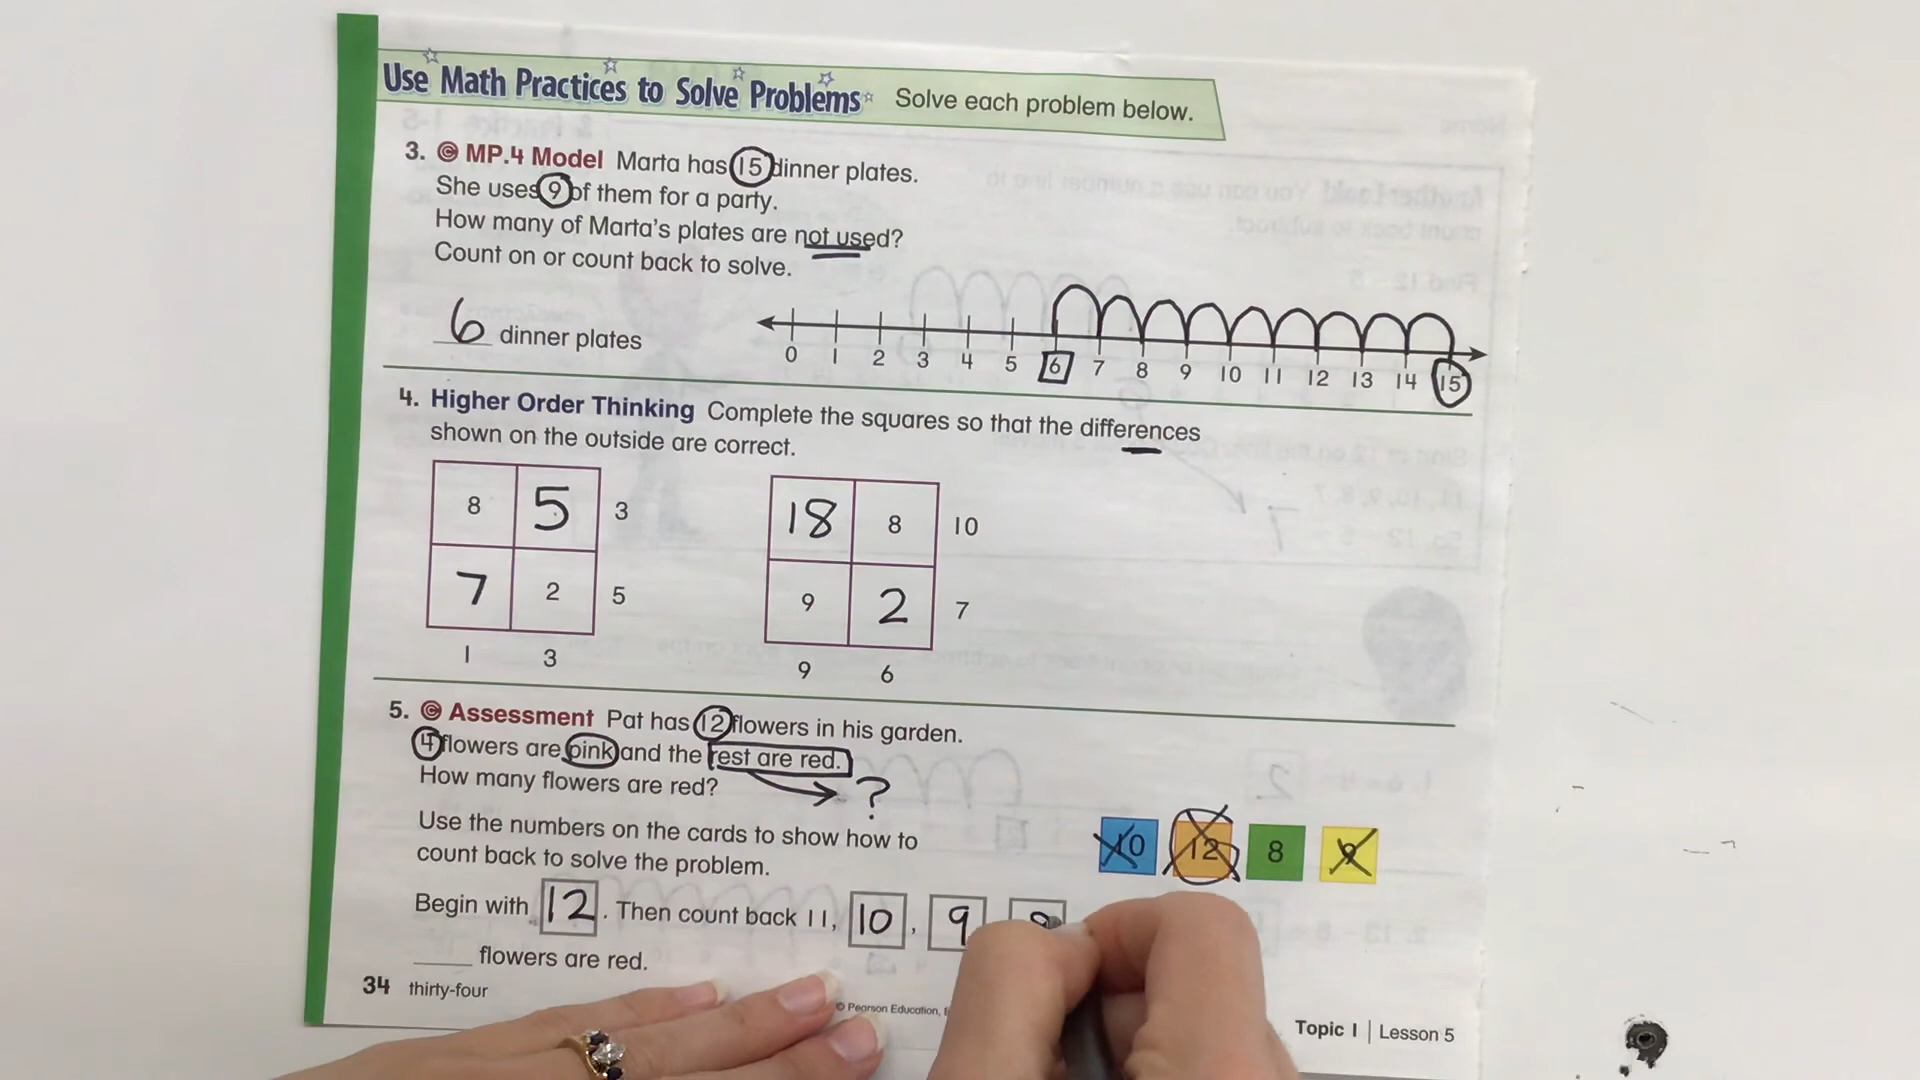 Use Math Practices to Solve Problems Solve each problem below.
3. MP.4 Model Marta has 15 dinner plates.
She uses 9 of them for a party.
How many of Marta's plates are not used?
Count on or count back to solve.
6 dinner plates
0 1 2 3 4 5 6 7 8 9 10 11 12 13 14 15
4. Higher Order Thinking Complete the squares so that the differences
shown on the outside are correct.
8 5 3
7 2 5
1 3
18 8 10
9 2 7
9 6
5. Assessment Pat has 12 flowers in his garden.
4 flowers are pink and the rest are red.
How many flowers are red? ?
Use the numbers on the cards to show how to
count back to solve the problem.
10 12 8 9
Begin with 12. Then count back 11, 10, 9
flowers are red.
34 thirty-four
© Pearson Education,
Topic 1 | Lesson 5